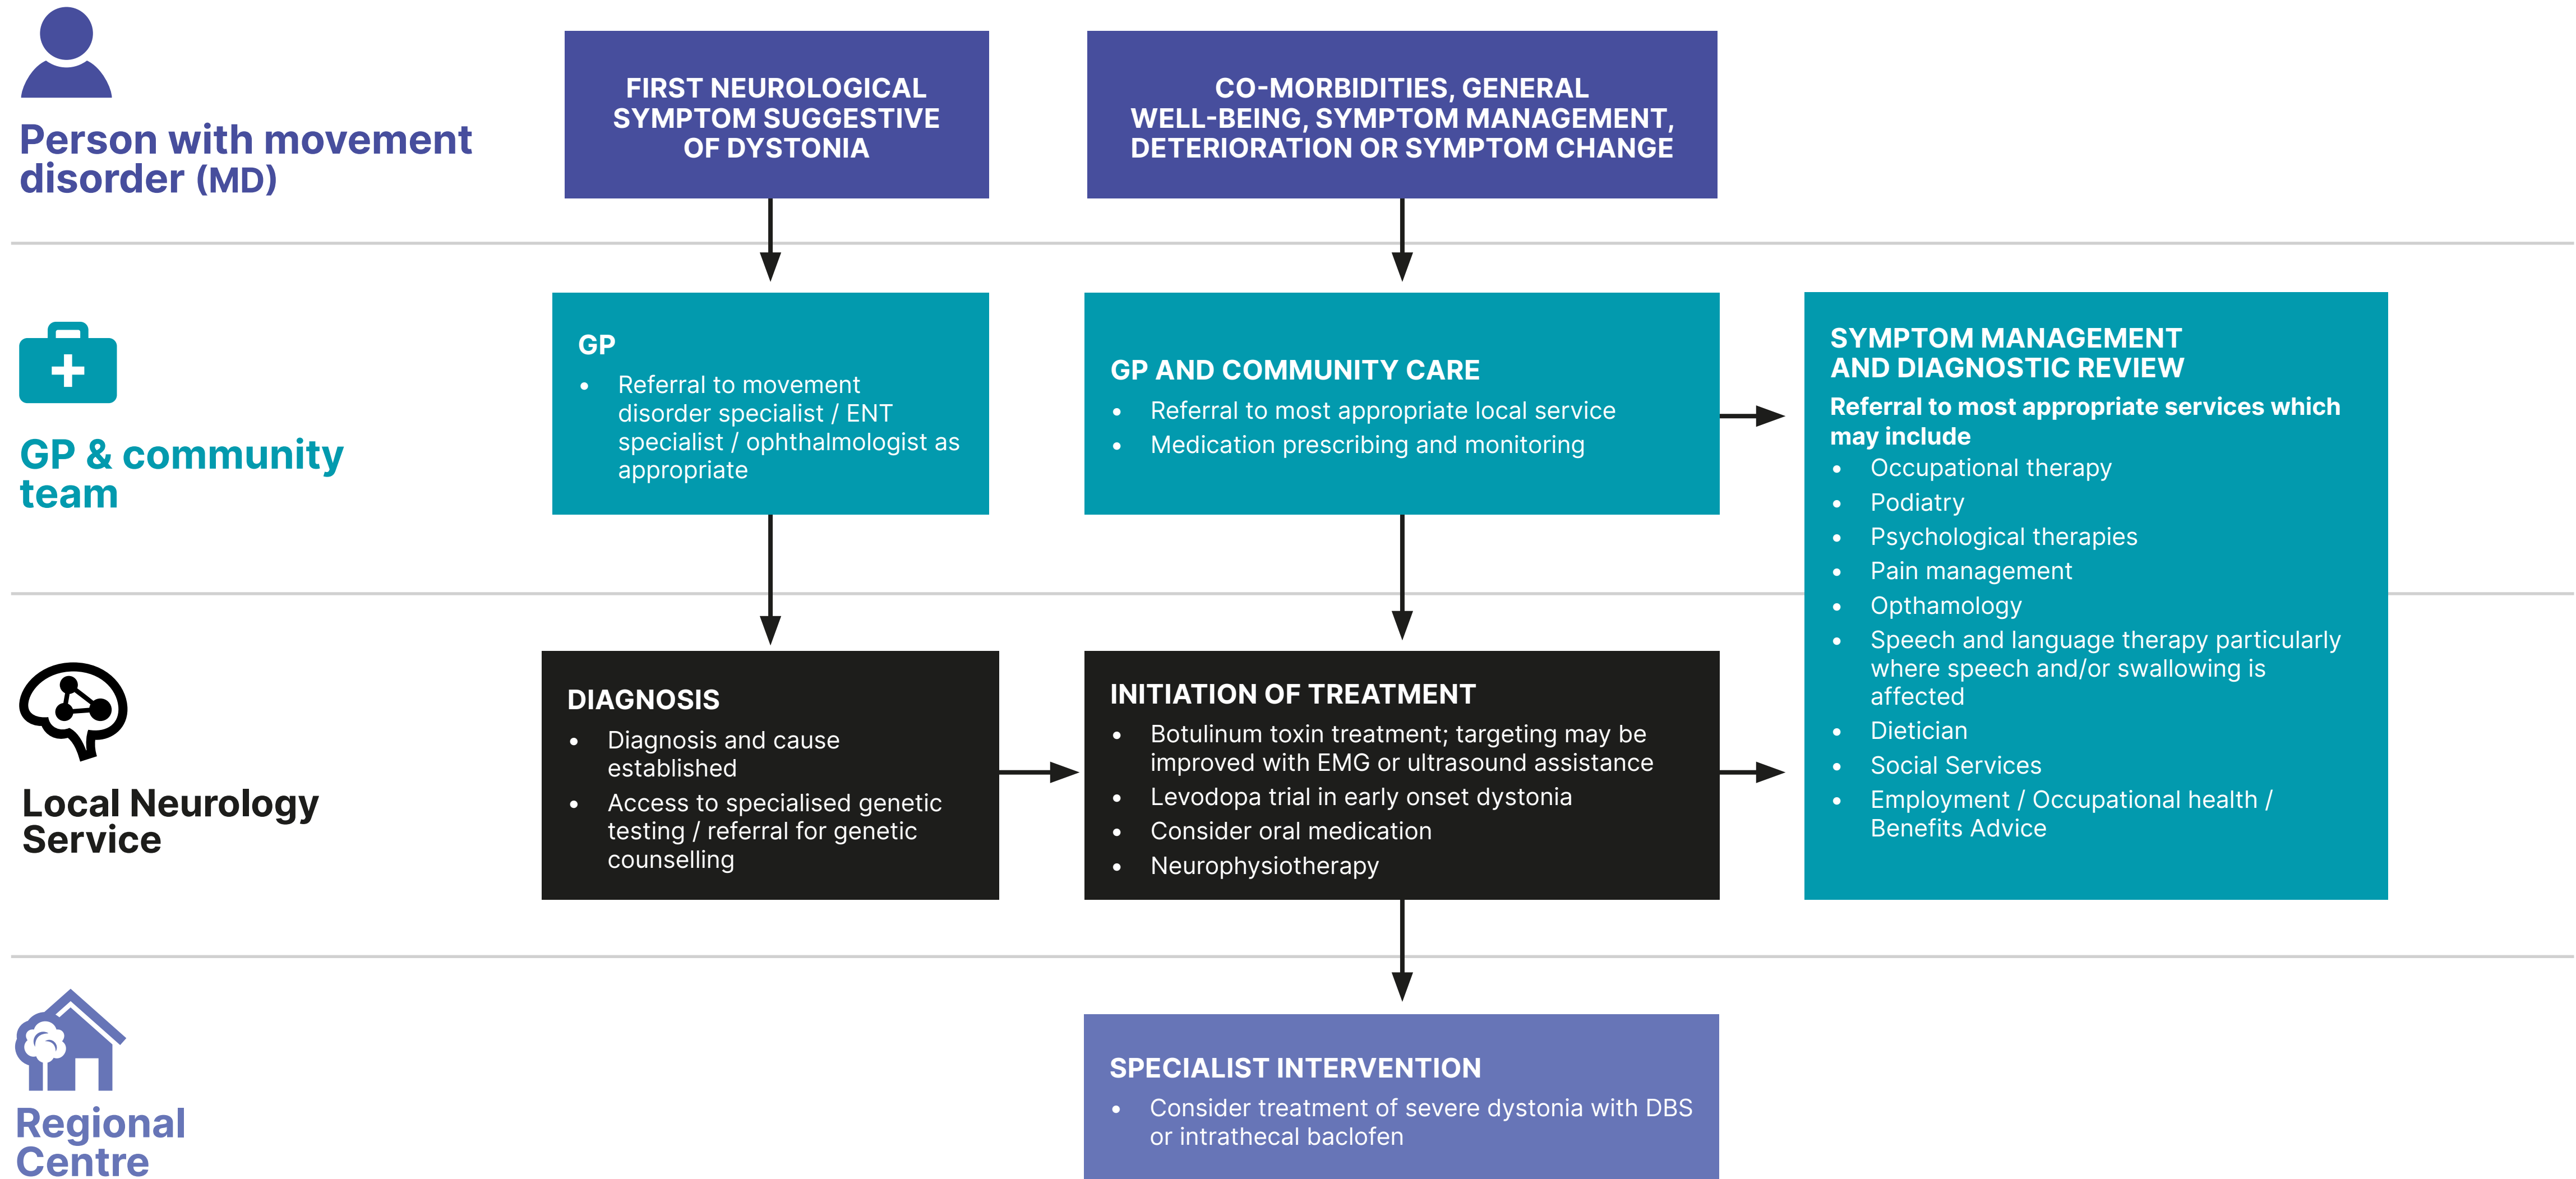 Person with movement
disorder (MD)
FIRST NEUROLOGICAL
SYMPTOM SUGGESTIVE
OF DYSTONIA
CO-MORBIDITIES, GENERAL
WELL-BEING, SYMPTOM MANAGEMENT,
DETERIORATION OR SYMPTOM CHANGE
GP & community
team
GP
• Referral to movement
disorder specialist / ENT
specialist / ophthalmologist as
appropriate
GP AND COMMUNITY CARE
• Referral to most appropriate local service
• Medication prescribing and monitoring
SYMPTOM MANAGEMENT
AND DIAGNOSTIC REVIEW
Referral to most appropriate services which
may include
• Occupational therapy
• Podiatry
• Psychological therapies
• Pain management
• Opthamology
• Speech and language therapy particularly
where speech and/or swallowing is
affected
• Dietician
• Social Services
• Employment / Occupational health /
Benefits Advice
Local Neurology
Service
DIAGNOSIS
• Diagnosis and cause
established
• Access to specialised genetic
testing / referral for genetic
counselling
INITIATION OF TREATMENT
• Botulinum toxin treatment; targeting may be
improved with EMG or ultrasound assistance
• Levodopa trial in early onset dystonia
• Consider oral medication
• Neurophysiotherapy
Regional
Centre
SPECIALIST INTERVENTION
• Consider treatment of severe dystonia with DBS
or intrathecal baclofen